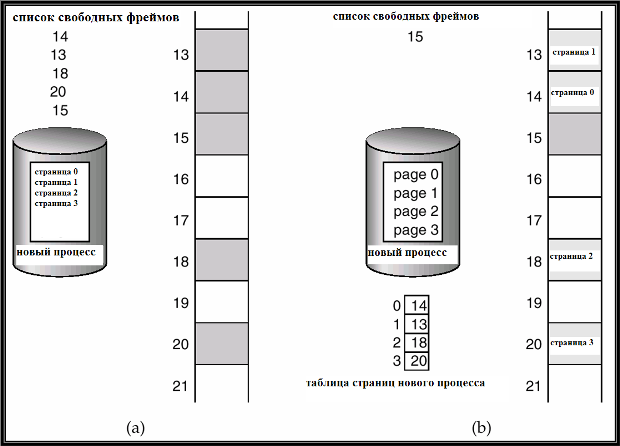 список свободных фреймов
14
13
18
20
15
страница 0
страница 1
страница 2
страница 3
новый процесс
13
14
15
16
17
18
19
20
21
(a)
список свободных фреймов
15
page 0
page 1
page 2
page 3
новый процесс
0 14
1 13
2 18
3 20
таблица страниц нового процесса
13 страница 1
14 страница 0
15
16
17
18 страница 2
19
20 страница 3
21
(b)